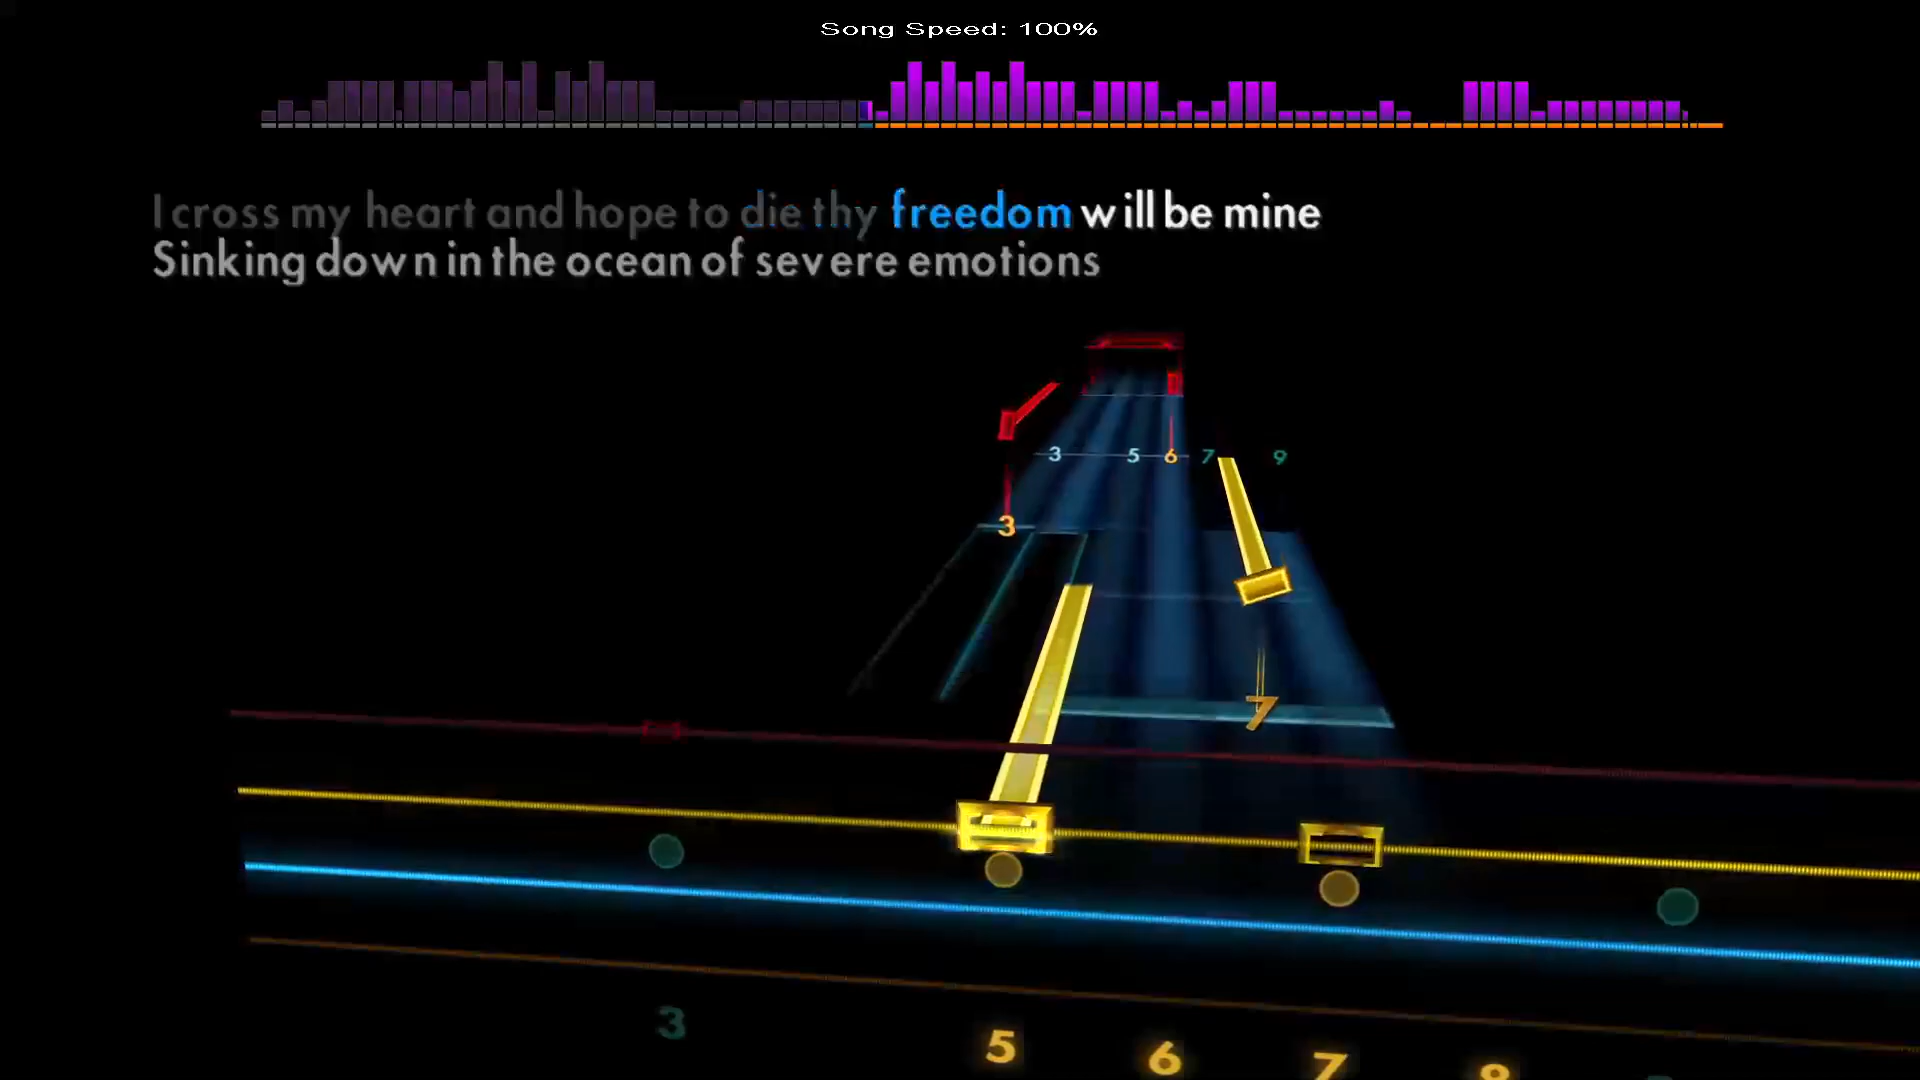 Song Speed: 100%
I cross my heart and hope to die thy freedom will be mine
Sinking down in the ocean of severe emotions
3 5 6 7 9
3
7
3 5 6 7